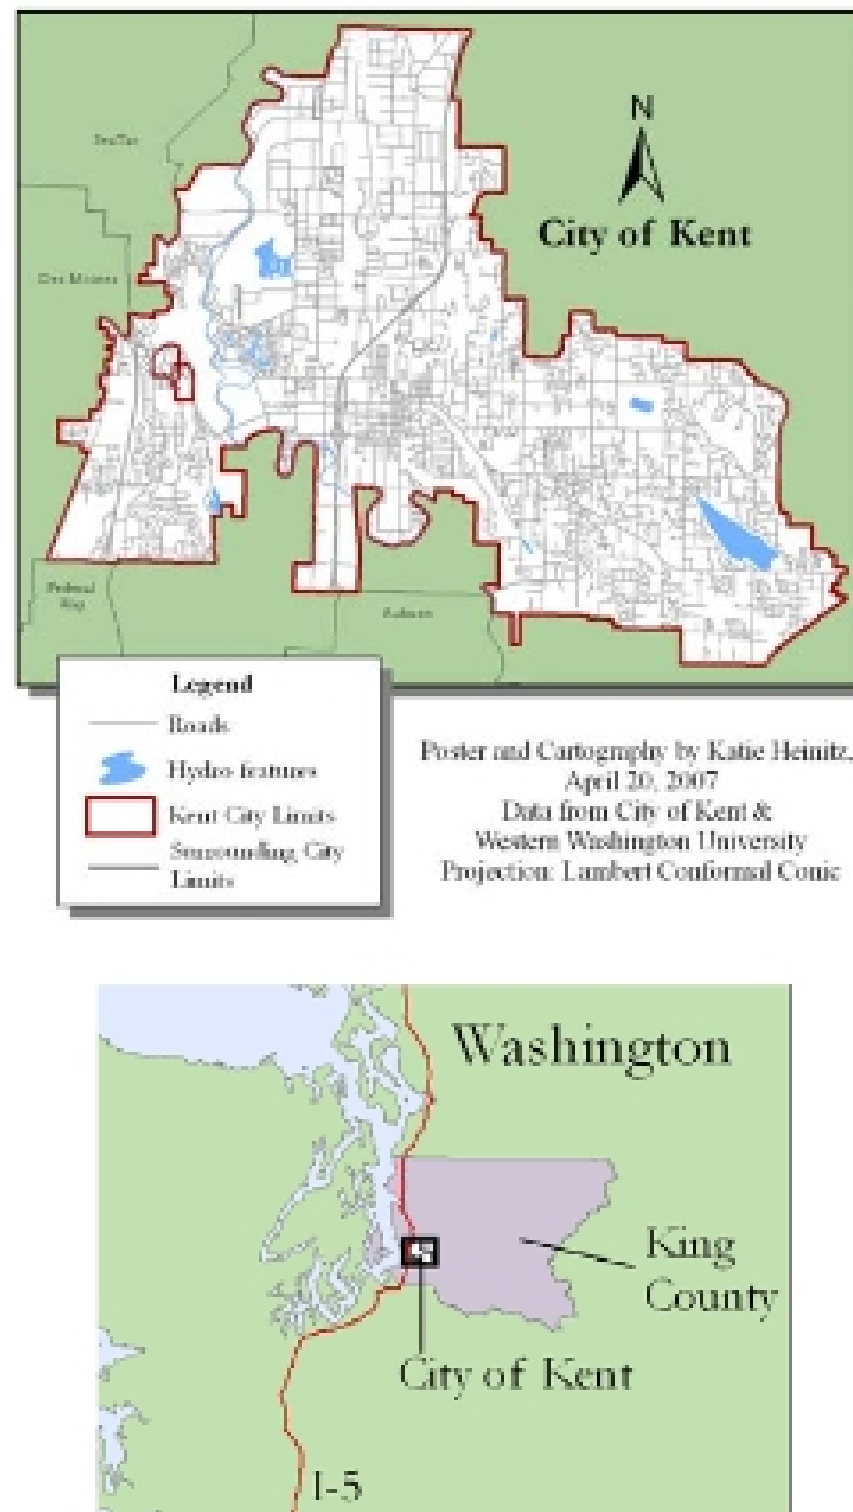 N
City of Kent
SeaTac
Des Moines
Federal
Way
Auburn
Legend
Roads
Hydro features
Kent City Limits
Surrounding City
Limits
Poster and Cartography by Katie Heinitz,
April 20, 2007
Data from City of Kent &
Western Washington University
Projection: Lambert Conformal Conic
Washington
King
County
City of Kent
I-5